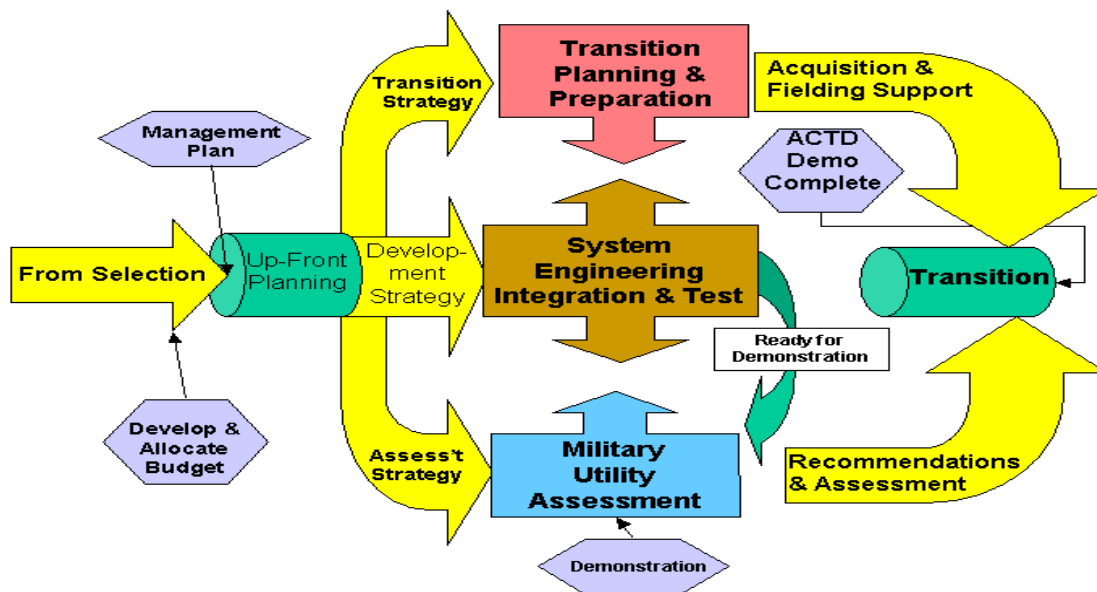 Transition
Planning &
Preparation
Acquisition &
Fielding Support
Transition
Strategy
Management
Plan
ACTD
Demo
Complete
From Selection
Up-Front
Planning
Develop-
ment
Strategy
System
Engineering
Integration & Test
Transition
Ready for
Demonstration
Develop &
Allocate
Budget
Assess't
Strategy
Military
Utility
Assessment
Recommendations
& Assessment
Demonstration